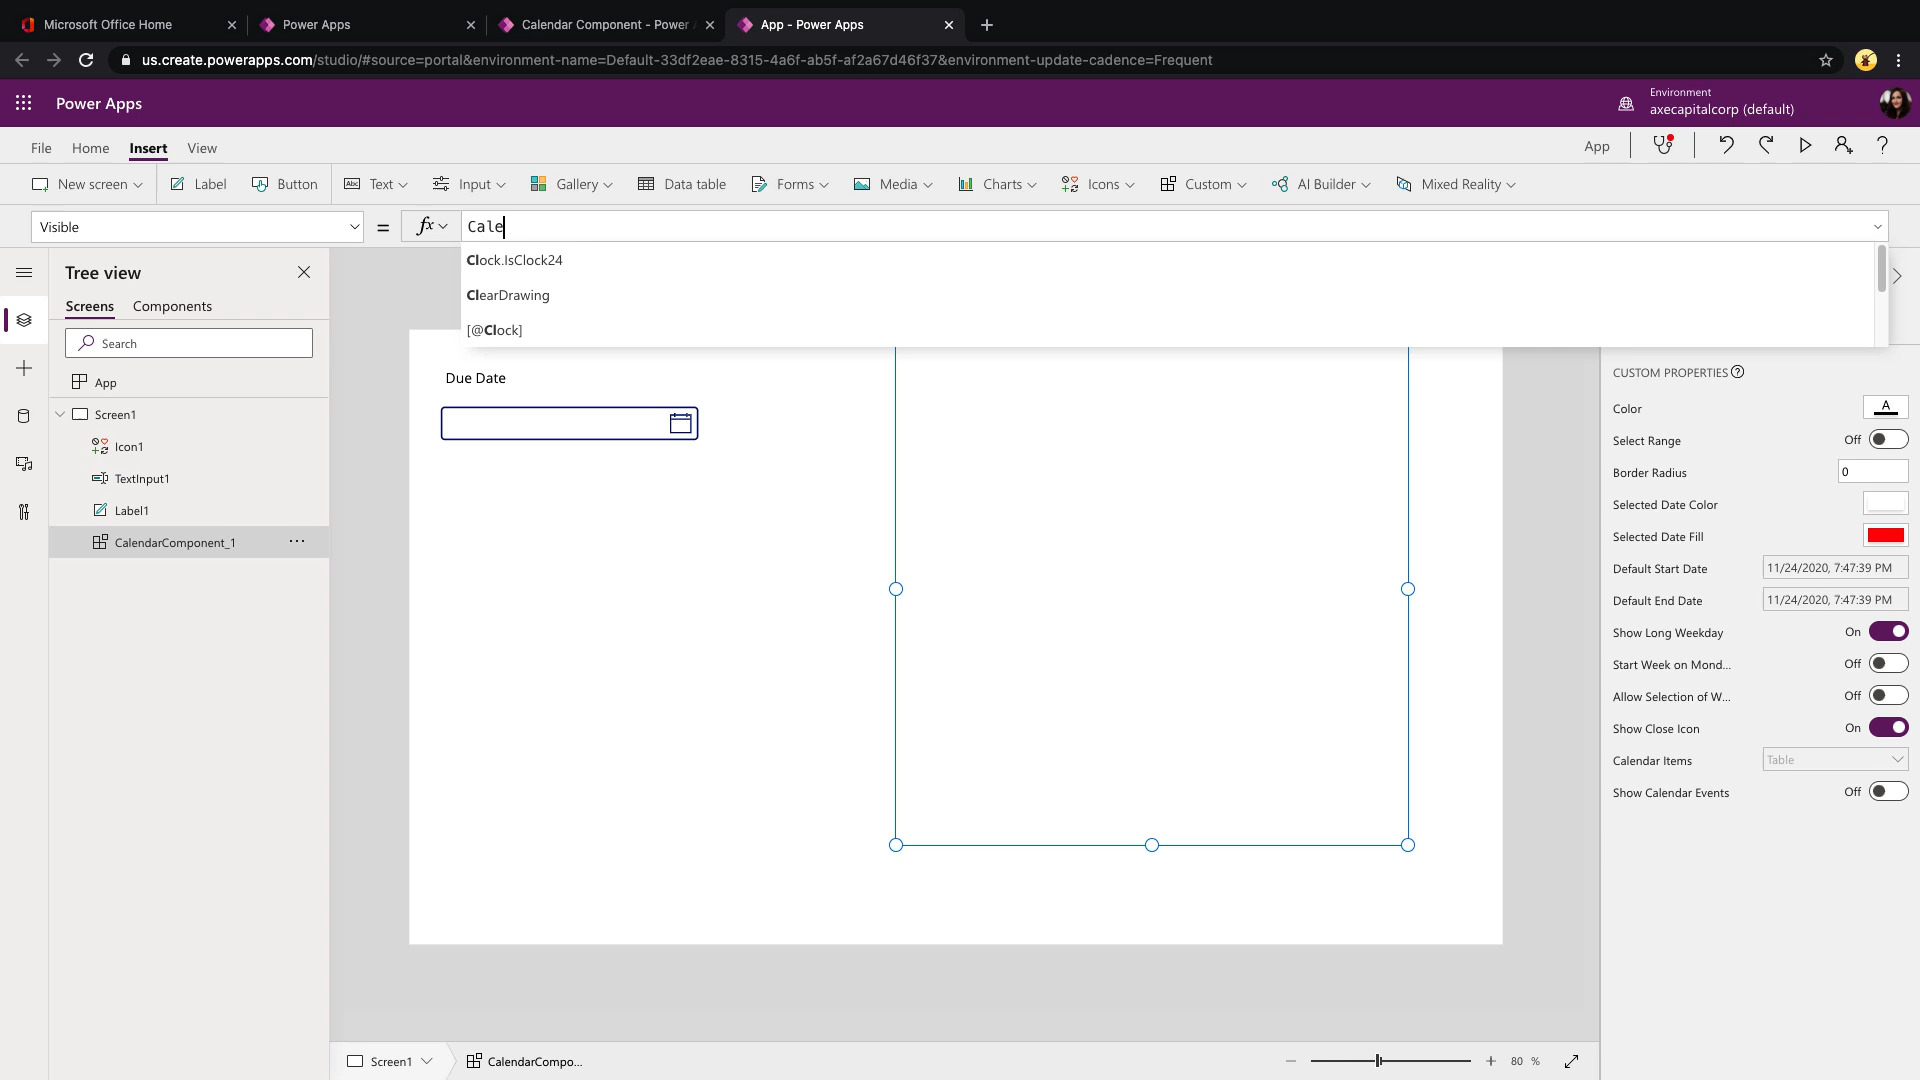 Microsoft Office Home
Power Apps
Calendar Component - Power
App - Power Apps
us.create.powerapps.com/studio/#source=portal&environment-name=Default-33df2eae-8315-4a6f-ab5f-af2a67d46f37&environment-update-cadence=Frequent
Power Apps
Environment
axecapitalcorp (default)
File Home Insert View
App
New screen Label Button Text Input Gallery Data table Forms Media Charts Icons Custom AI Builder Mixed Reality
Visible = fx Cale
Clock.IsClock24
ClearDrawing
[@Clock]
Tree view
Screens Components
Search
App
Screen1
Icon1
TextInput1
Label1
CalendarComponent_1 ...
Due Date
CUSTOM PROPERTIES
Color A
Select Range Off
Border Radius 0
Selected Date Color
Selected Date Fill
Default Start Date 11/24/2020, 7:47:39 PM
Default End Date 11/24/2020, 7:47:39 PM
Show Long Weekday On
Start Week on Mond... Off
Allow Selection of W... Off
Show Close Icon On
Calendar Items Table
Show Calendar Events Off
Screen1 CalendarCompo...
80 %